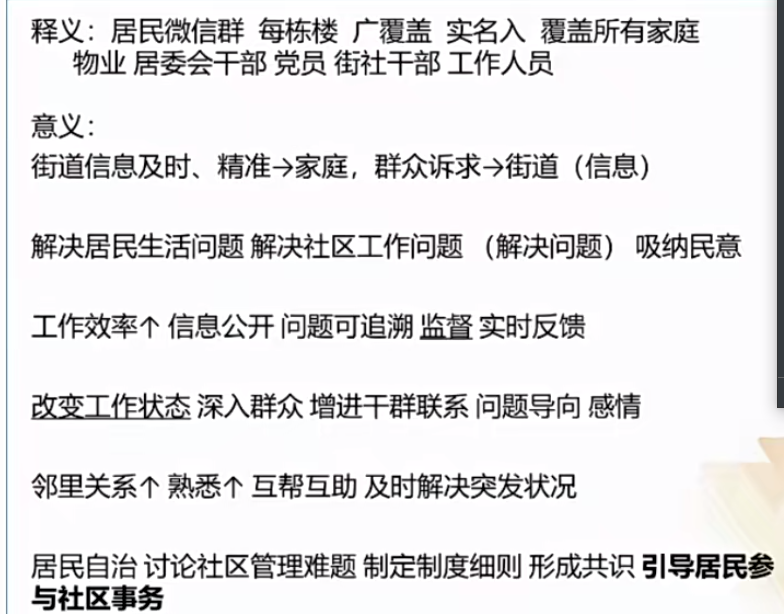 释义：居民微信群 每栋楼 广覆盖 实名入 覆盖所有家庭
物业 居委会干部 党员 街社干部 工作人员
意义：
街道信息及时、精准→家庭，群众诉求→街道（信息）
解决居民生活问题 解决社区工作问题 （解决问题） 吸纳民意
工作效率↑ 信息公开 问题可追溯 监督 实时反馈
改变工作状态 深入群众 增进干群联系 问题导向 感情
邻里关系↑ 熟悉↑ 互帮互助 及时解决突发状况
居民自治 讨论社区管理难题 制定制度细则 形成共识 引导居民参
与社区事务